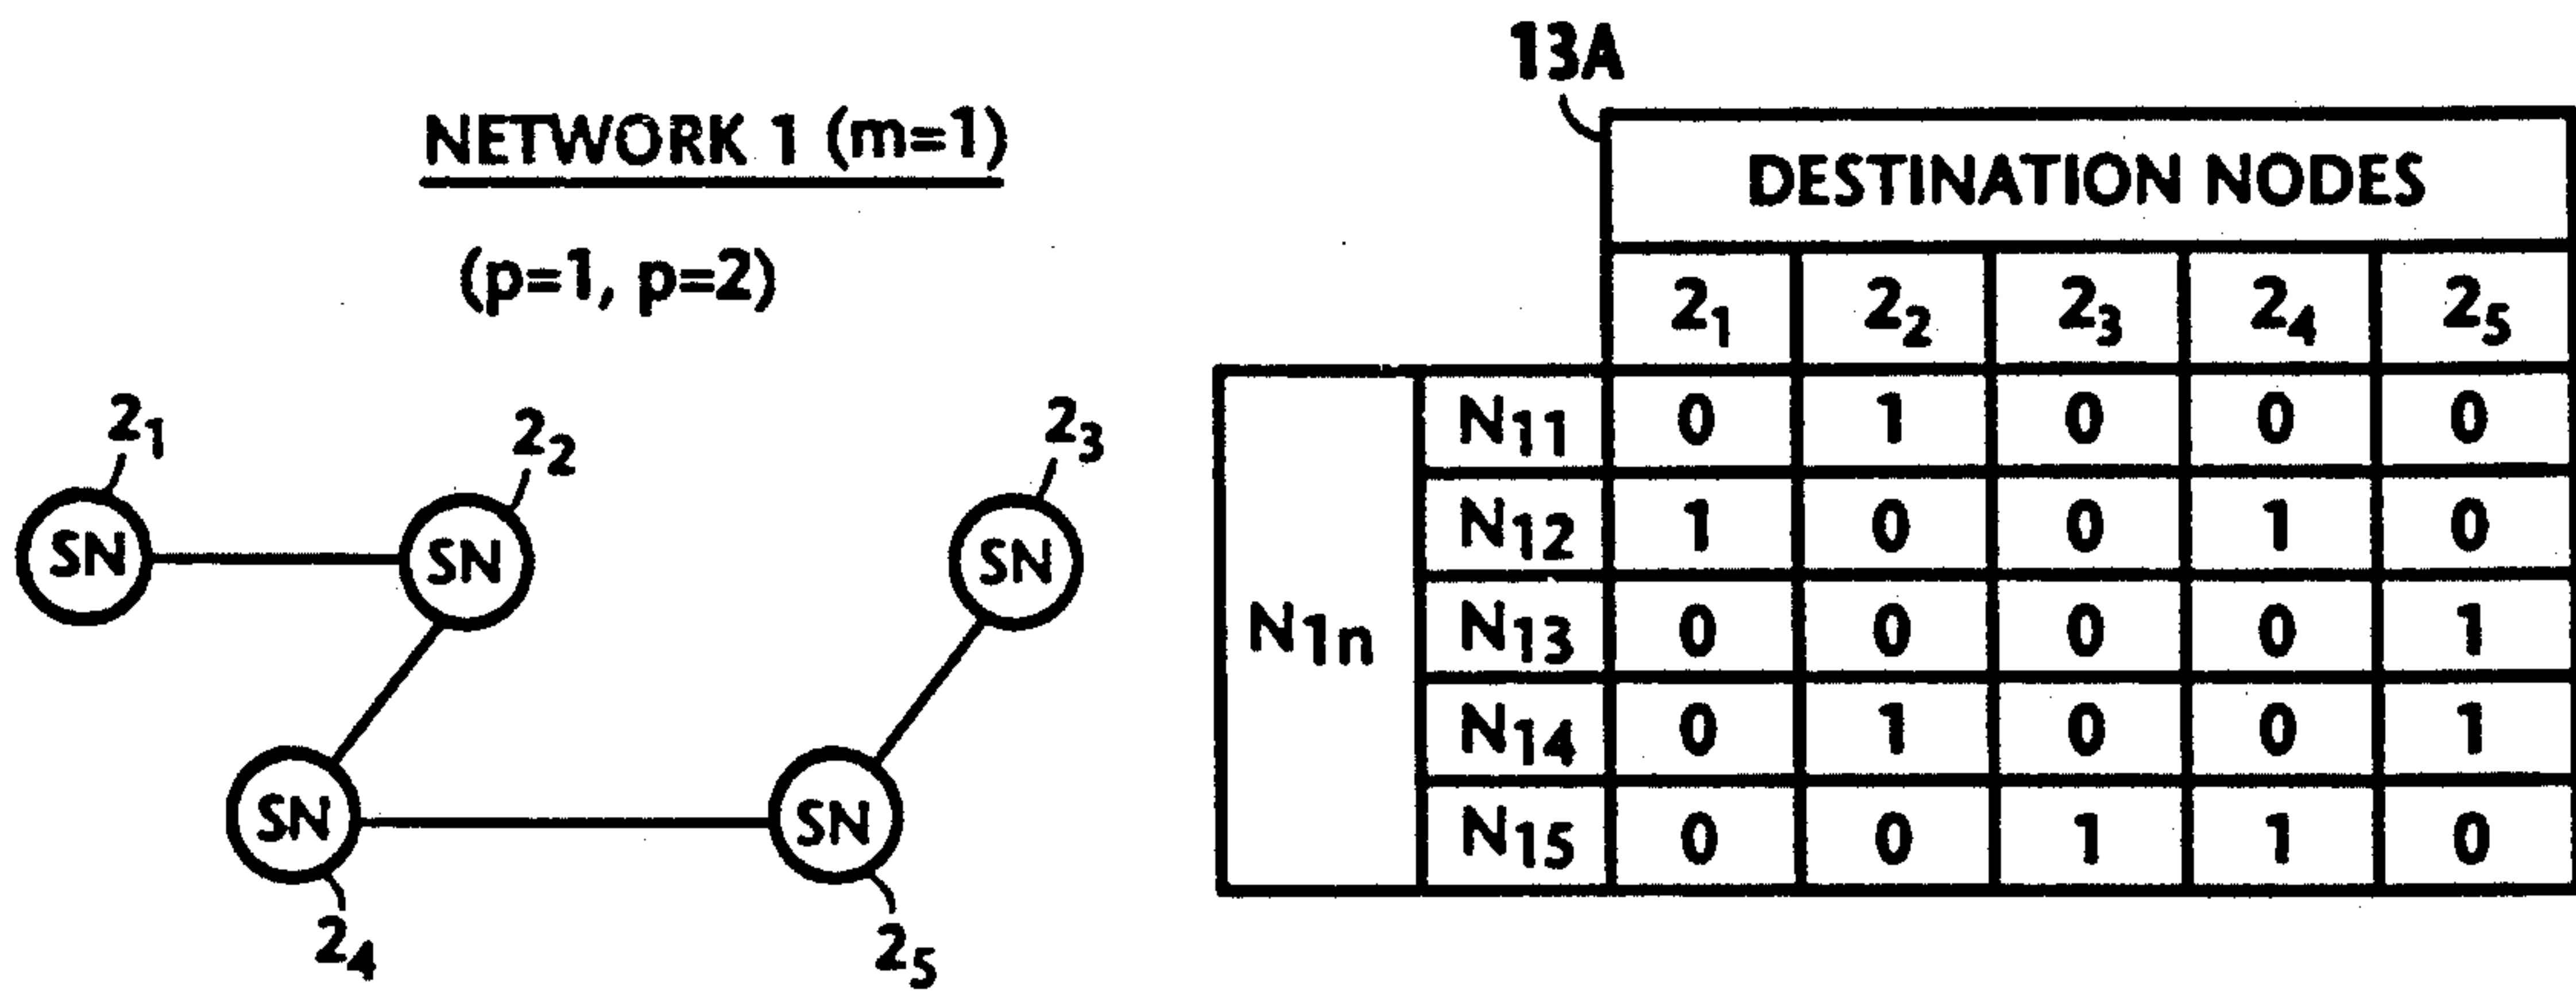 NETWORK 1 (m=1)
(p=1, p=2)
2₁
2₂
2₃
SN
SN
SN
SN
SN
2₄
2₅
13A
DESTINATION NODES
2₁ 2₂ 2₃ 2₄ 2₅
N₁ₙ
N₁₁ 0 1 0 0 0
N₁₂ 1 0 0 1 0
N₁₃ 0 0 0 0 1
N₁₄ 0 1 0 0 1
N₁₅ 0 0 1 1 0